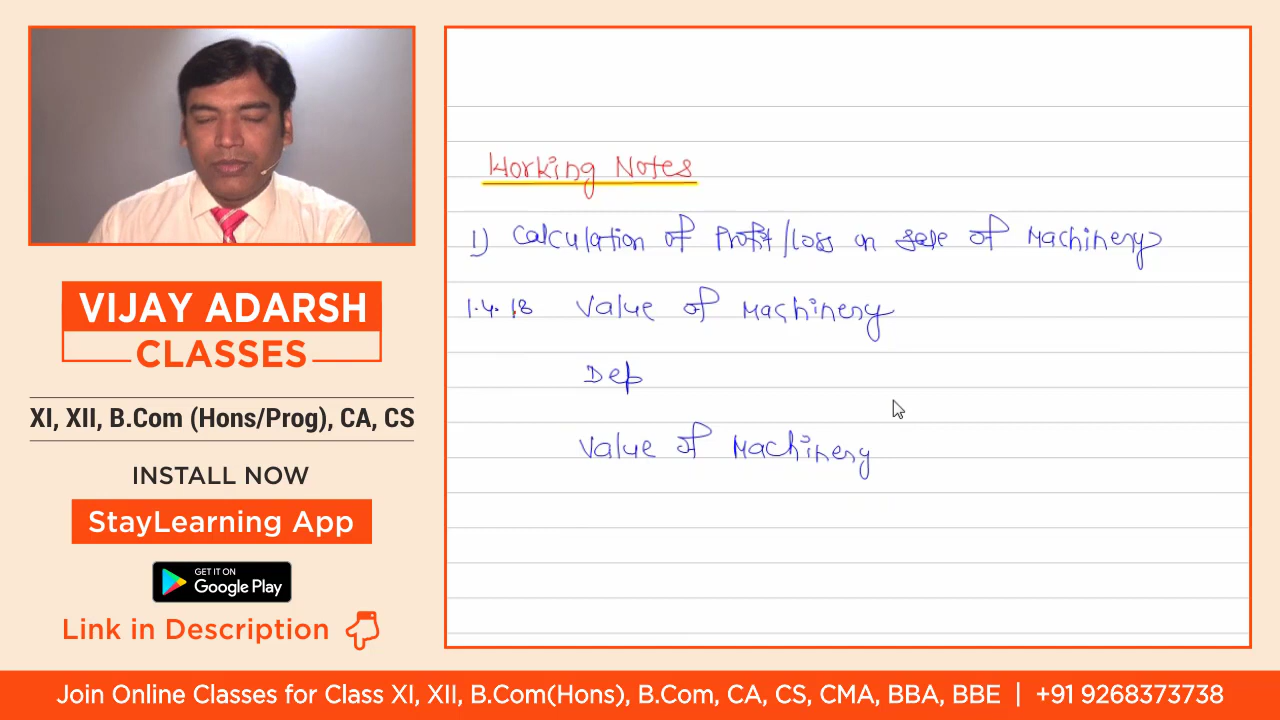 Working Notes
1) Calculation of Profit/Loss on sale of Machinery
1.4.18 Value of Machinery
Dep
Value of Machinery
VIJAY ADARSH
CLASSES
XI, XII, B.Com (Hons/Prog), CA, CS
INSTALL NOW
StayLearning App
GET IT ON
Google Play
Link in Description
Join Online Classes for Class XI, XII, B.Com(Hons), B.Com, CA, CS, CMA, BBA, BBE | +91 9268373738